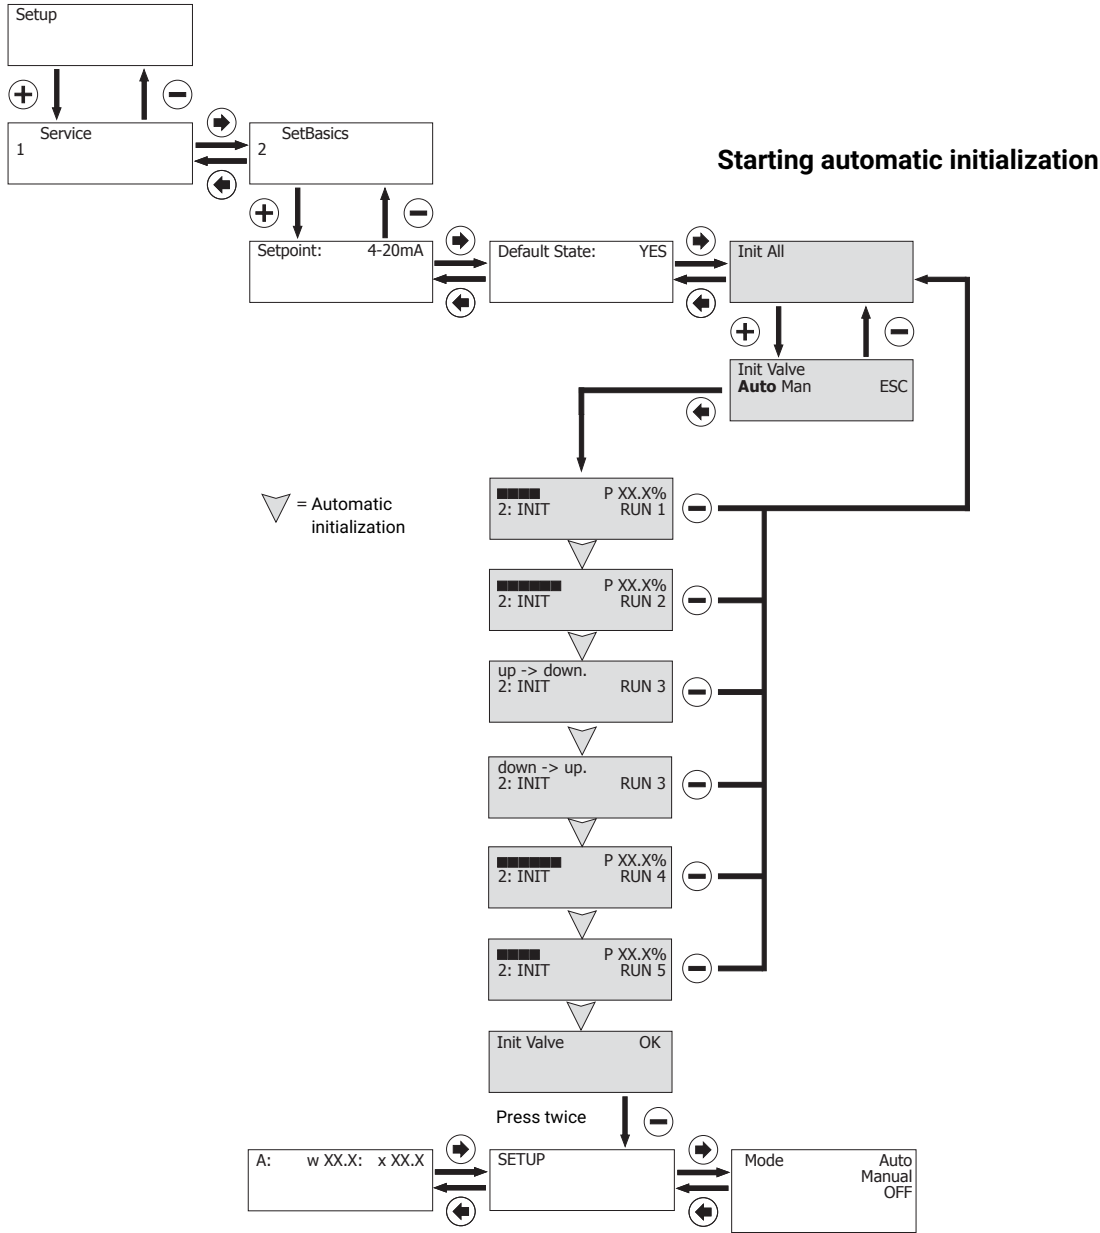 Setup
Service
1
SetBasics
2
Starting automatic initialization
Setpoint: 4-20mA
Default State: YES
Init All
Init Valve
Auto Man ESC
= Automatic
initialization
P XX.X%
2: INIT RUN 1
P XX.X%
2: INIT RUN 2
up -> down.
2: INIT RUN 3
down -> up.
2: INIT RUN 3
P XX.X%
2: INIT RUN 4
P XX.X%
2: INIT RUN 5
Init Valve OK
Press twice
A: w XX.X: x XX.X
SETUP
Mode Auto
Manual
OFF